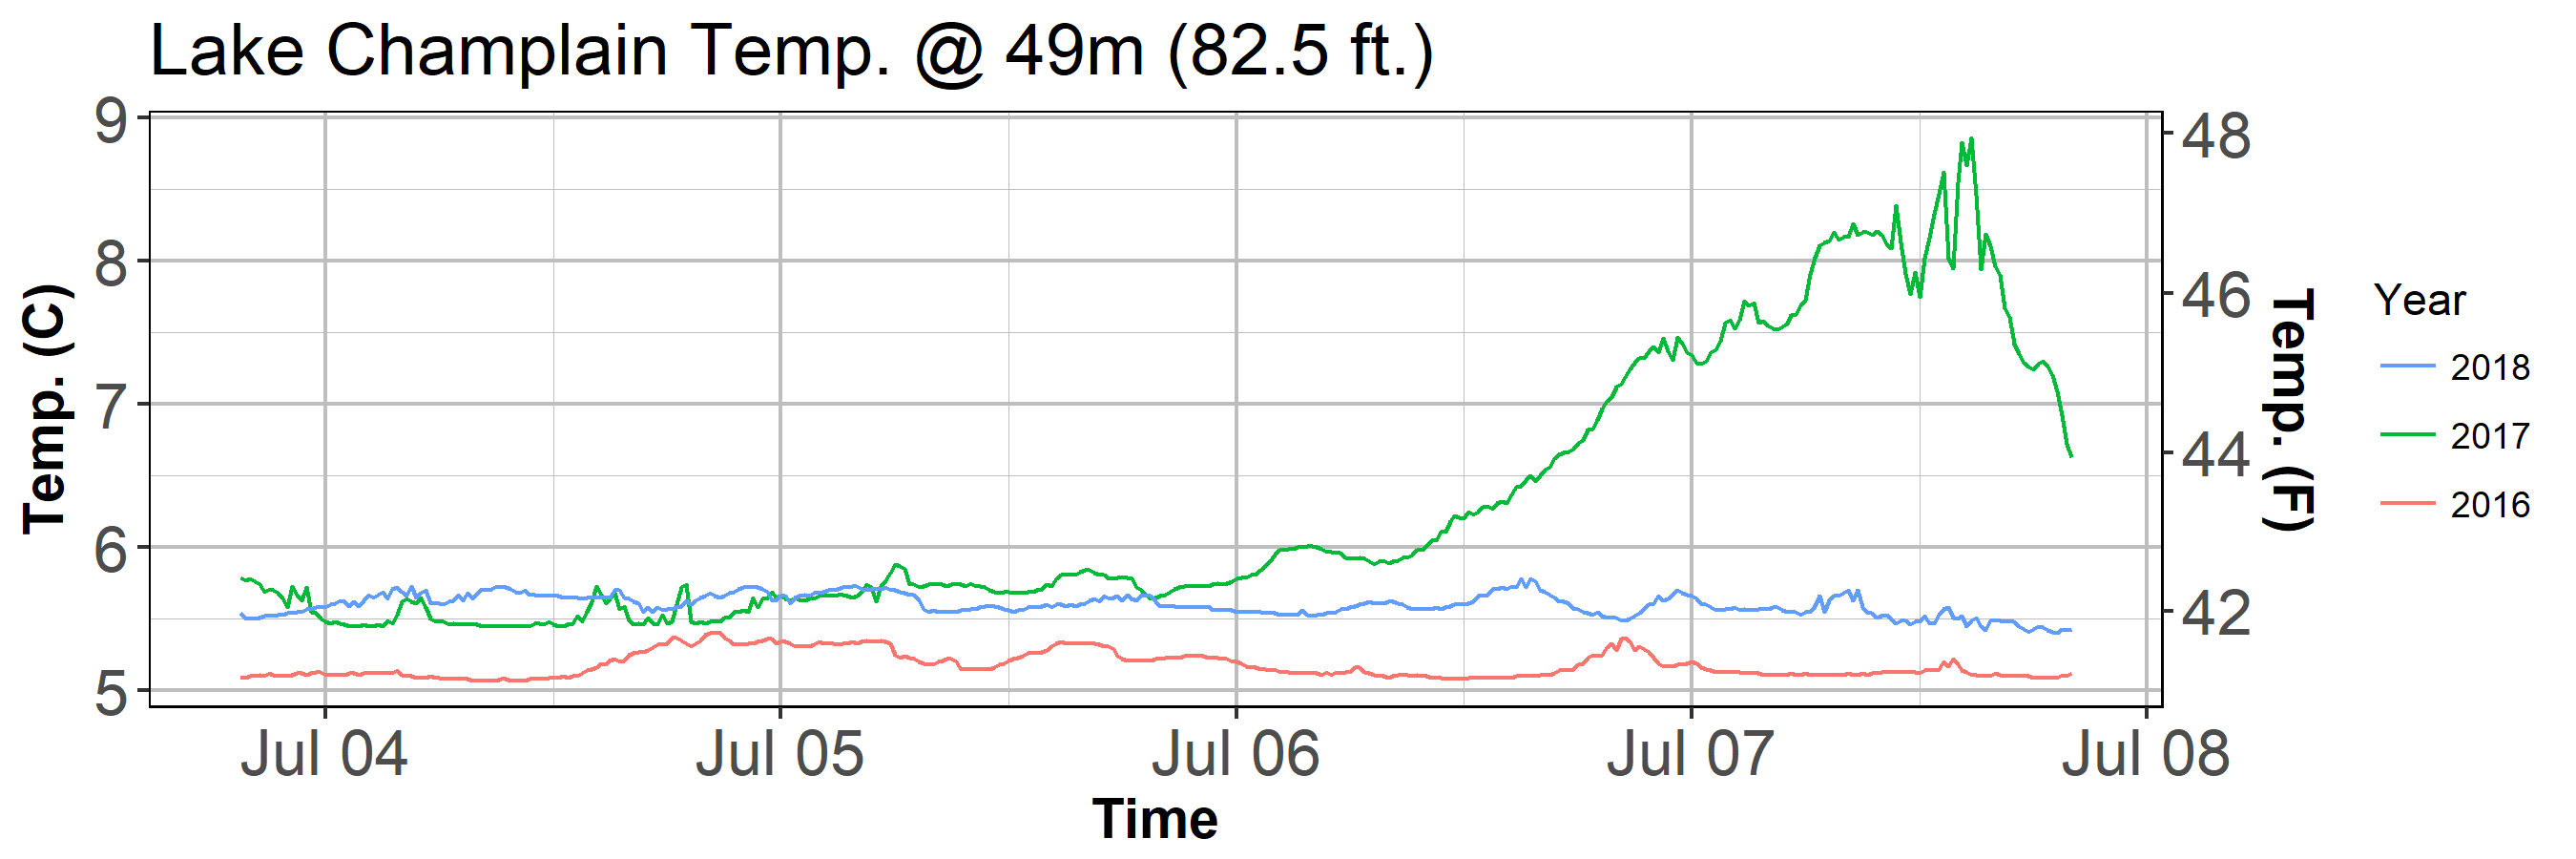 Lake Champlain Temp. @ 49m (82.5 ft.)
9
8
7
6
5
Temp. (C)
48
46
44
42
Temp. (F)
Jul 04 Jul 05 Jul 06 Jul 07 Jul 08
Time
Year
2018
2017
2016